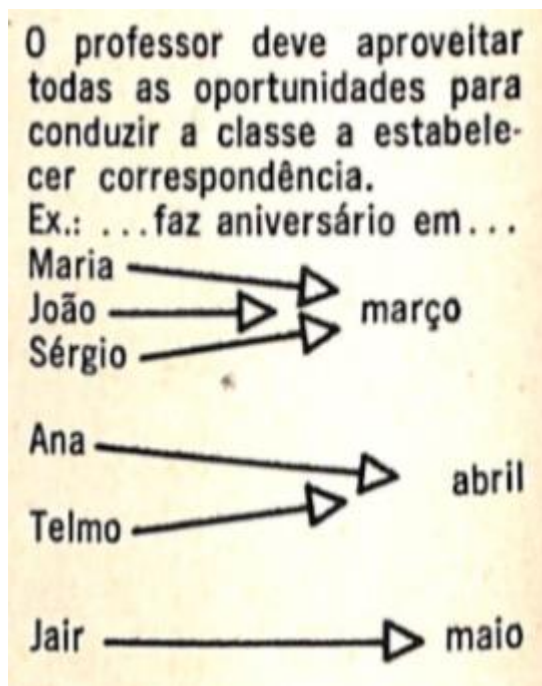 O professor deve aproveitar
todas as oportunidades para
conduzir a classe a estabele-
cer correspondência.
Ex.: ...faz aniversário em...
Maria
João
Sérgio
março
Ana
Telmo
abril
Jair
maio